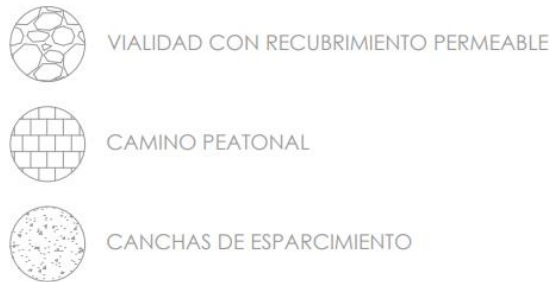 VIALIDAD CON RECUBRIMIENTO PERMEABLE
CAMINO PEATONAL
CANCHAS DE ESPARCIMIENTO